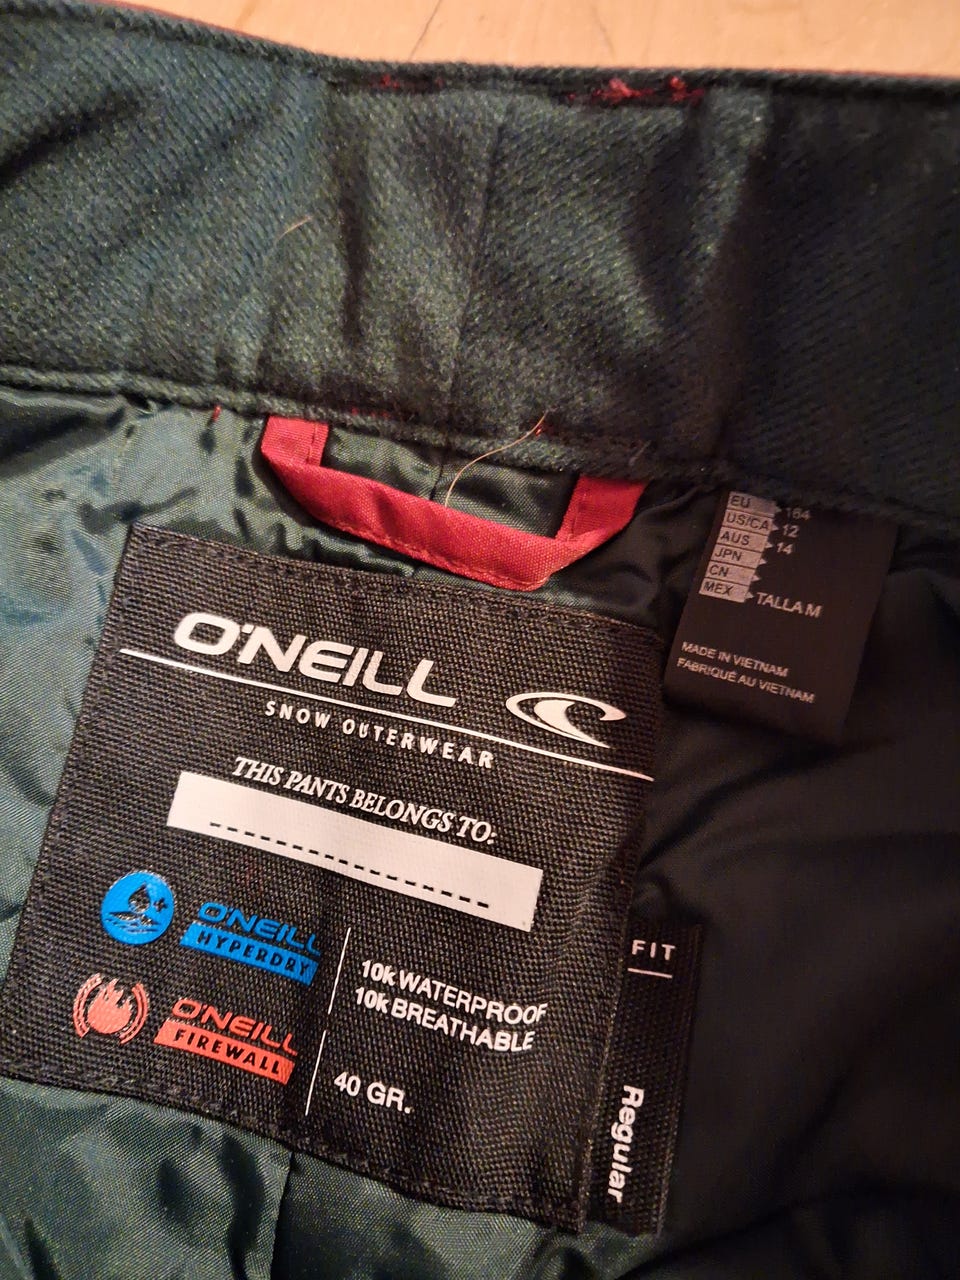 EU 164
US/CA 12
AUS 14
JPN
CN
MEX TALLA M
MADE IN VIETNAM
FABRIQUÉ AU VIETNAM
O'NEILL
SNOW OUTERWEAR
THIS PANTS BELONGS TO:
O'NEILL
HYPERDRY
O'NEILL
FIREWALL
10k WATERPROOF
10k BREATHABLE
40 GR.
FIT
Regular